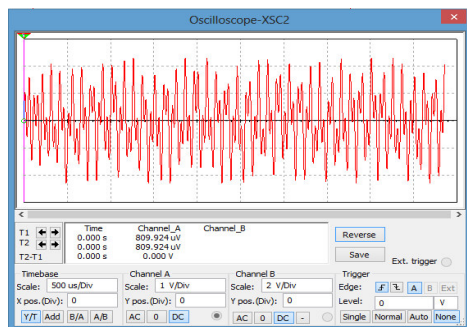 Oscilloscope-XSC2
×
Time Channel_A Channel_B
T1 0.000 s 809.924 uV
T2 0.000 s 809.924 uV
T2-T1 0.000 s 0.000 V
Reverse
Save
Ext. trigger
Timebase
Scale: 500 us/Div
X pos.(Div): 0
Y/T Add B/A A/B
Channel A
Scale: 1 V/Div
Y pos.(Div): 0
AC 0 DC
Channel B
Scale: 2 V/Div
Y pos.(Div): 0
AC 0 DC -
Trigger
Edge: A B Ext
Level: 0 V
Single Normal Auto None